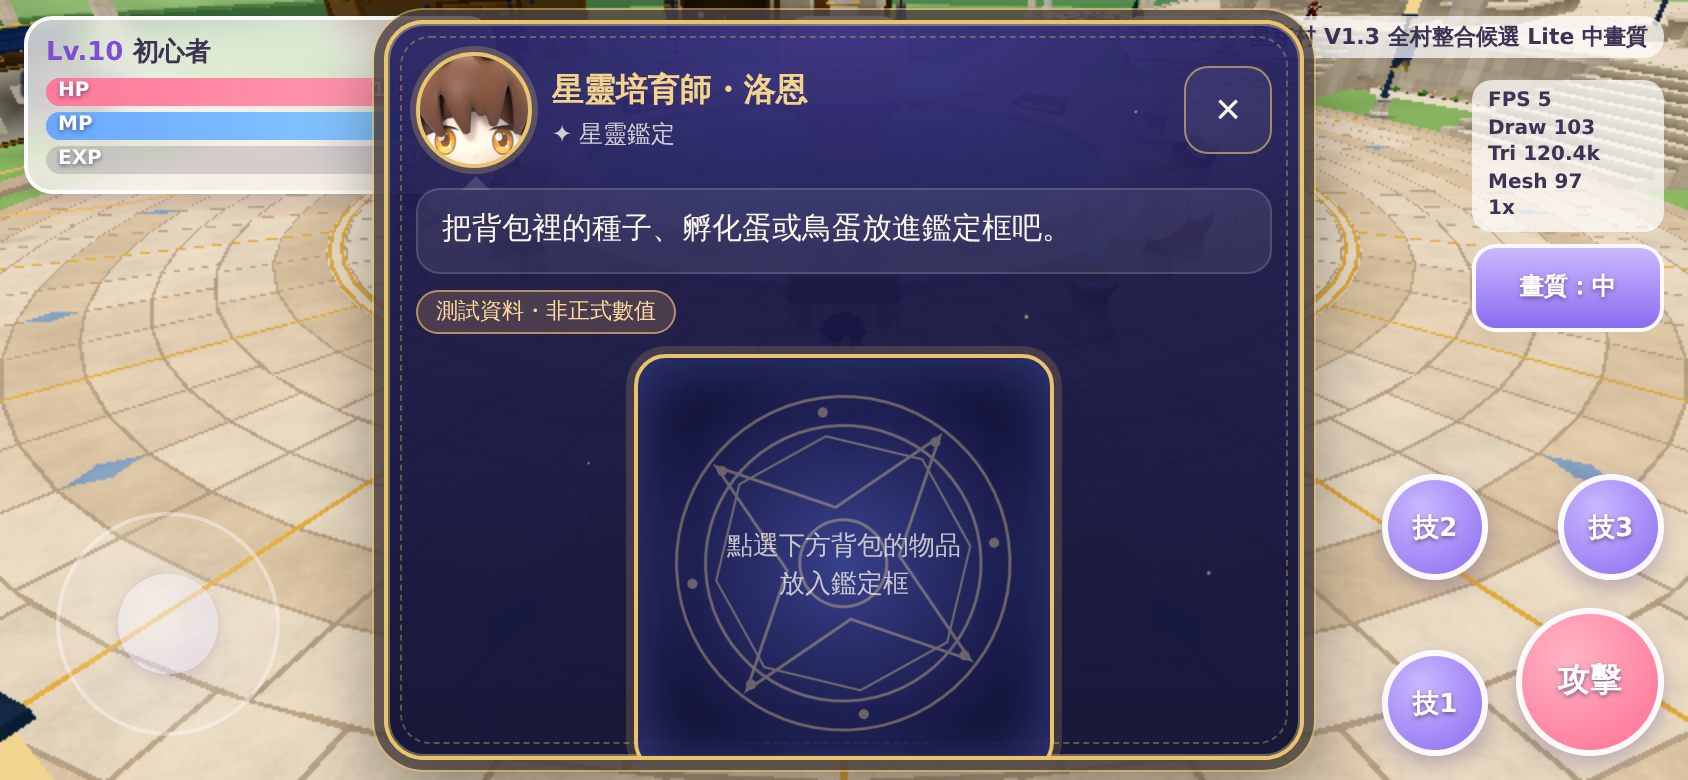 Lv.10 初心者
HP
MP
EXP
星靈培育師・洛恩
✦ 星靈鑑定
×
把背包裡的種子、孵化蛋或鳥蛋放進鑑定框吧。
測試資料・非正式數值
點選下方背包的物品
放入鑑定框
村 V1.3 全村整合候選 Lite 中畫質
FPS 5
Draw 103
Tri 120.4k
Mesh 97
1x
畫質：中
技2
技3
技1
攻擊